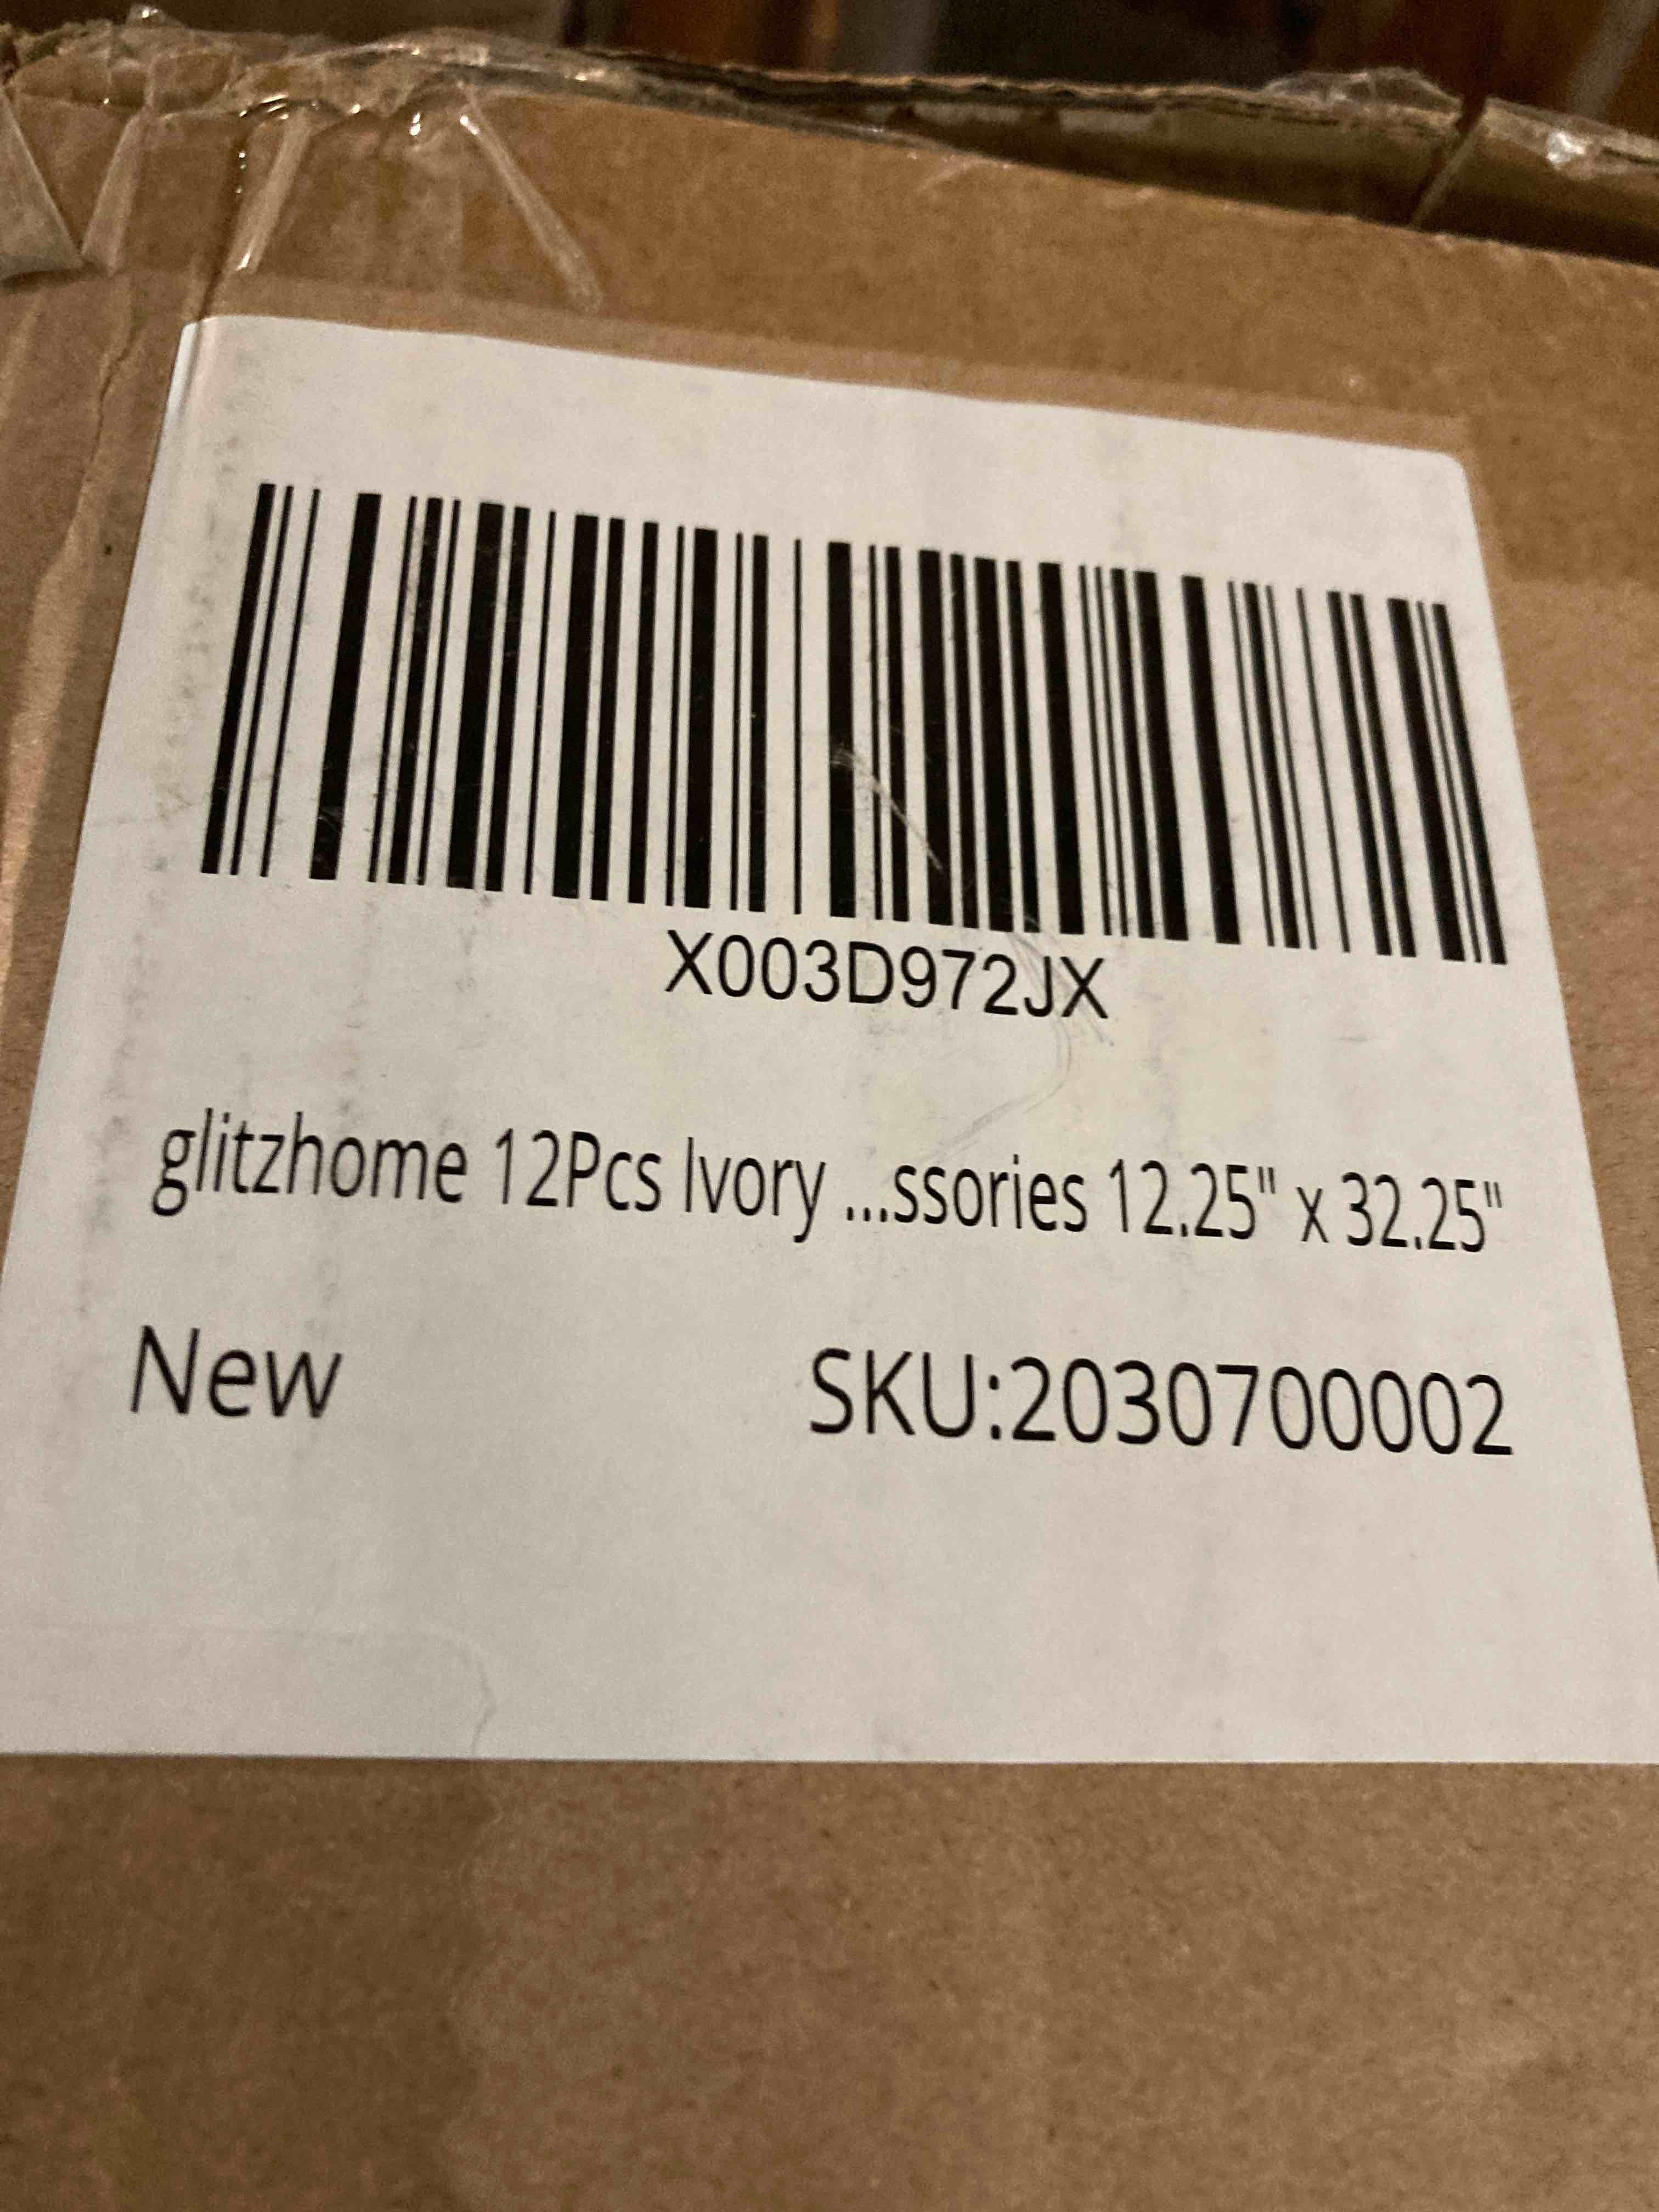 X003D972JX
glitzhome 12Pcs Ivory ...ssories 12.25" x 32.25"
New SKU:2030700002